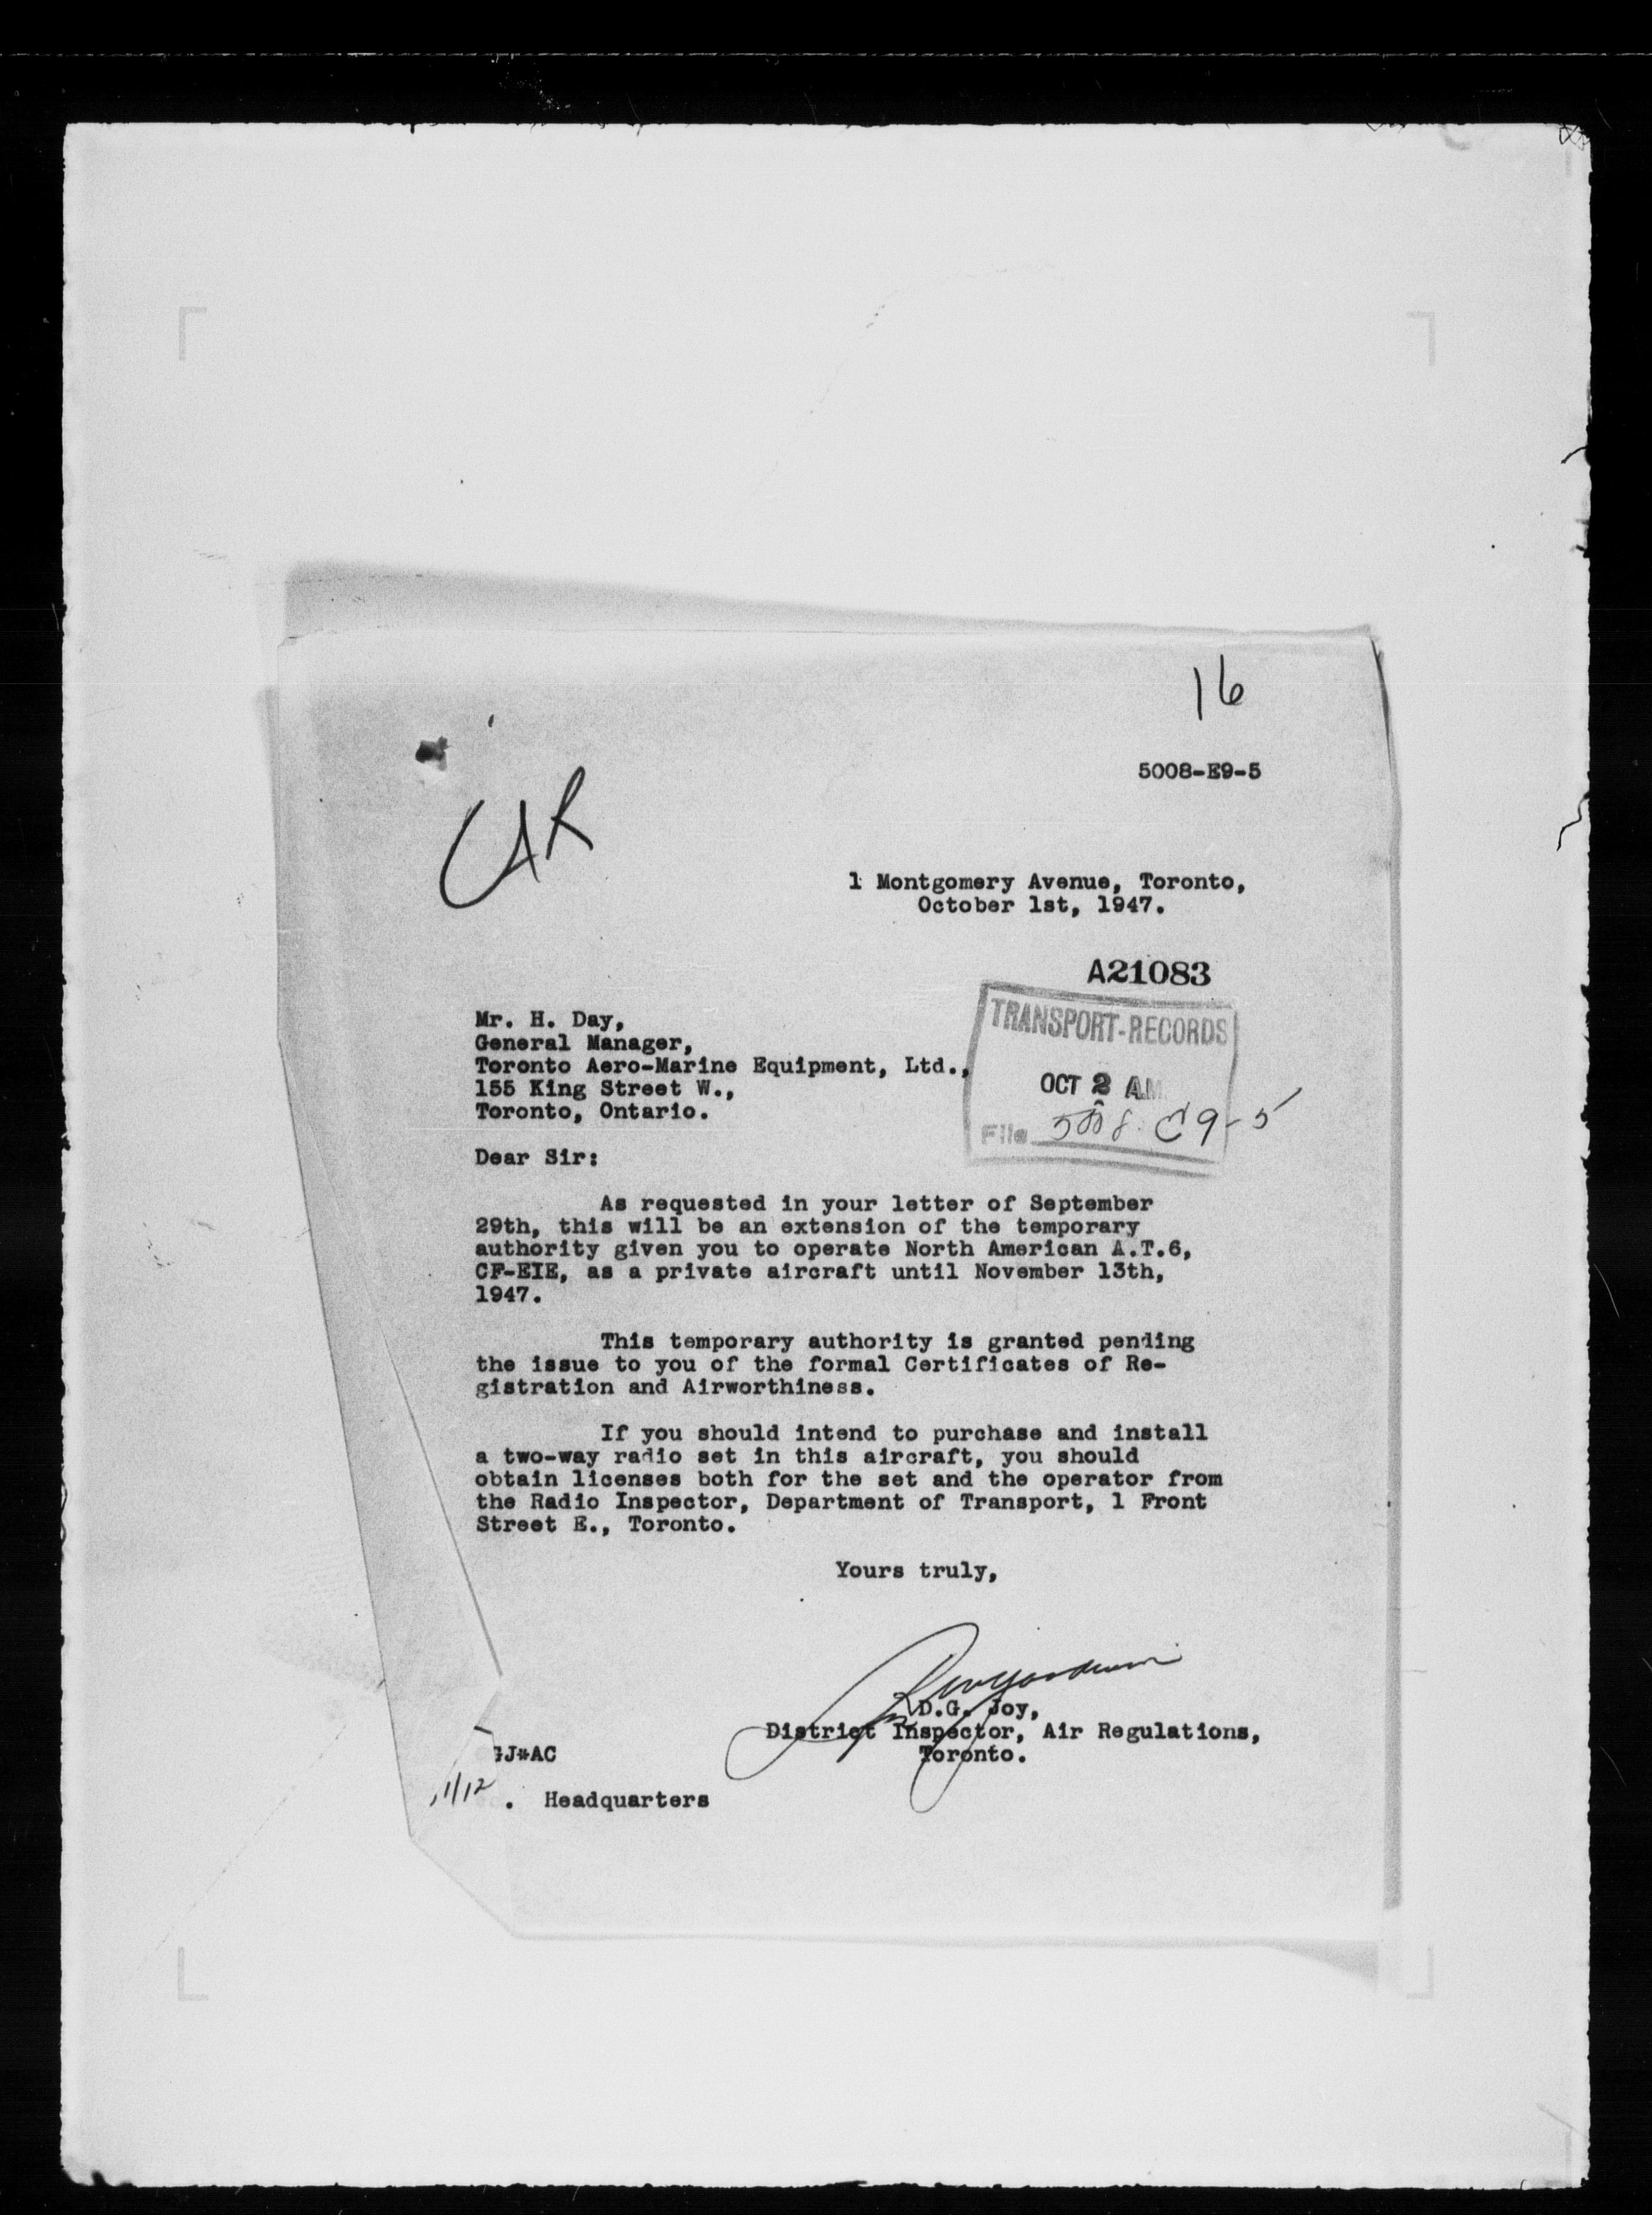 16
5008-E9-5
CAR
1 Montgomery Avenue, Toronto,
October 1st, 1947.
A21083
TRANSPORT-RECORDS
OCT 2 A.M.
File 5008-E9-5
Mr. H. Day,
General Manager,
Toronto Aero-Marine Equipment, Ltd.,
155 King Street W.,
Toronto, Ontario.
Dear Sir:
As requested in your letter of September
29th, this will be an extension of the temporary
authority given you to operate North American A.T.6,
CF-EIE, as a private aircraft until November 13th,
1947.
This temporary authority is granted pending
the issue to you of the formal Certificates of Re-
gistration and Airworthiness.
If you should intend to purchase and install
a two-way radio set in this aircraft, you should
obtain licenses both for the set and the operator from
the Radio Inspector, Department of Transport, 1 Front
Street E., Toronto.
Yours truly,
D.G. Joy,
District Inspector, Air Regulations,
Toronto.
GJ*AC
1/12
. Headquarters